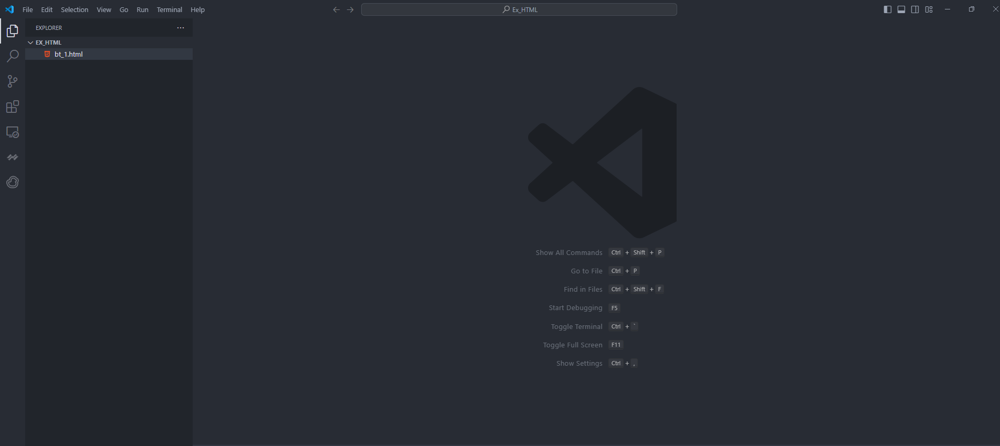 File Edit Selection View Go Run Terminal Help
Ex_HTML
EXPLORER
EX_HTML
bt_1.html
Show All Commands Ctrl + Shift + P
Go to File Ctrl + P
Find in Files Ctrl + Shift + F
Start Debugging F5
Toggle Terminal Ctrl + `
Toggle Full Screen F11
Show Settings Ctrl + ,